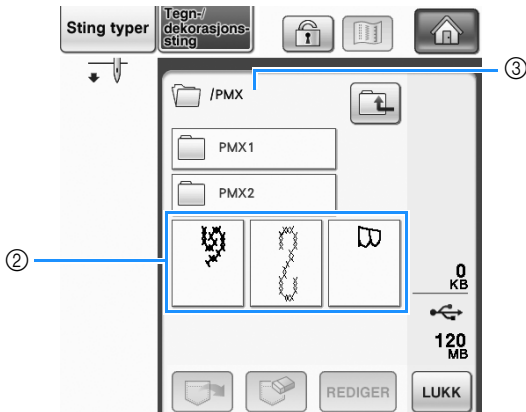 Sting typer
Tegn-/
dekorasjons-
sting
③
/PMX
PMX1
PMX2
②
0
KB
120
MB
REDIGER
LUKK